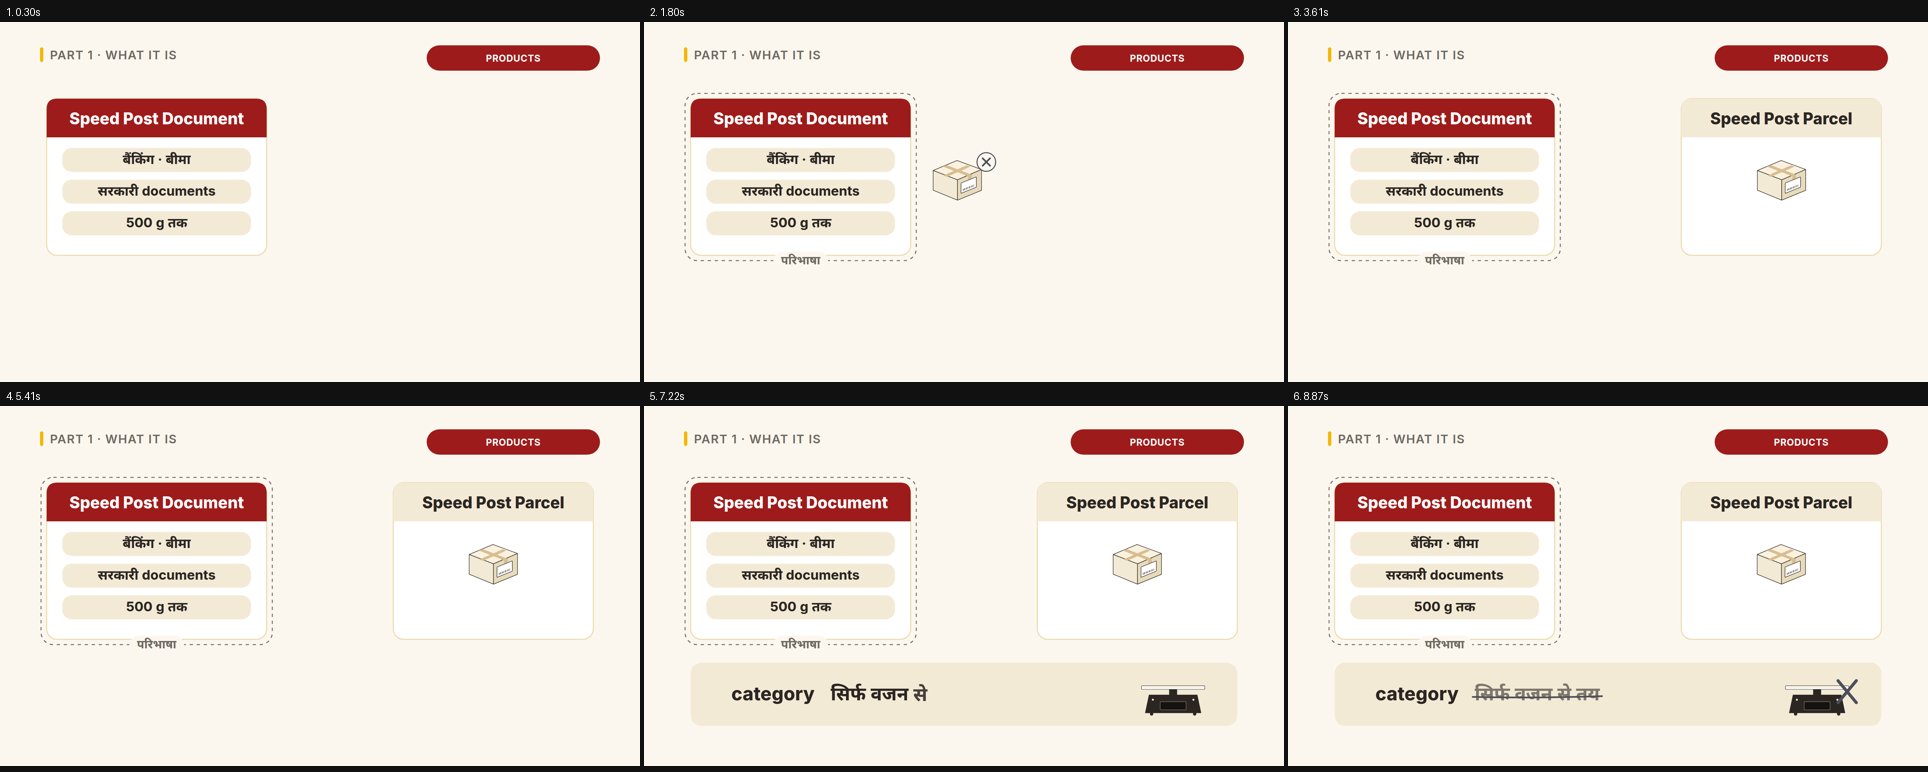 1. 0.30s
PART 1 · WHAT IT IS
PRODUCTS
Speed Post Document
बैंकिंग · बीमा
सरकारी documents
500 g तक
2. 1.80s
PART 1 · WHAT IT IS
PRODUCTS
Speed Post Document
बैंकिंग · बीमा
सरकारी documents
500 g तक
परिभाषा
3. 3.61s
PART 1 · WHAT IT IS
PRODUCTS
Speed Post Document
बैंकिंग · बीमा
सरकारी documents
500 g तक
परिभाषा
Speed Post Parcel
4. 5.41s
PART 1 · WHAT IT IS
PRODUCTS
Speed Post Document
बैंकिंग · बीमा
सरकारी documents
500 g तक
परिभाषा
Speed Post Parcel
5. 7.22s
PART 1 · WHAT IT IS
PRODUCTS
Speed Post Document
बैंकिंग · बीमा
सरकारी documents
500 g तक
परिभाषा
Speed Post Parcel
category सिर्फ वजन से
6. 8.87s
PART 1 · WHAT IT IS
PRODUCTS
Speed Post Document
बैंकिंग · बीमा
सरकारी documents
500 g तक
परिभाषा
Speed Post Parcel
category सिर्फ वजन से तय